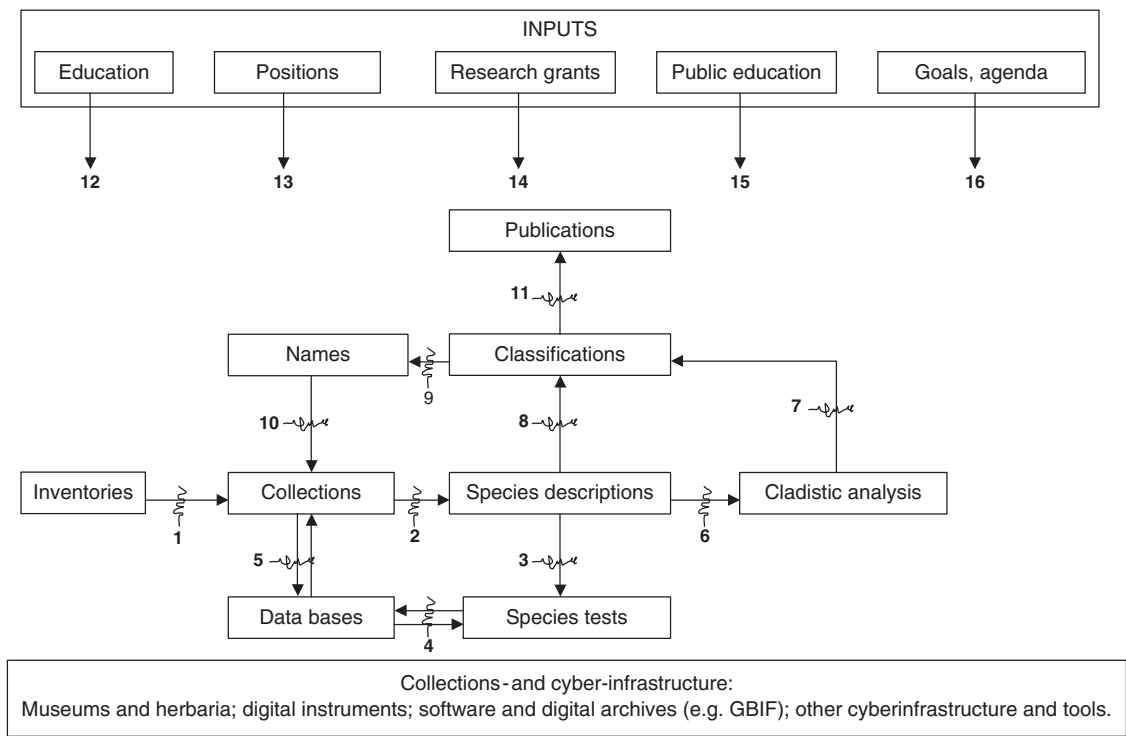 INPUTS
Education
Positions
Research grants
Public education
Goals, agenda
12
13
14
15
16
Publications
11
Names
Classifications
9
10
8
7
Inventories
Collections
Species descriptions
Cladistic analysis
1
2
6
5
3
Data bases
Species tests
4
Collections- and cyber-infrastructure:
Museums and herbaria; digital instruments; software and digital archives (e.g. GBIF); other cyberinfrastructure and tools.